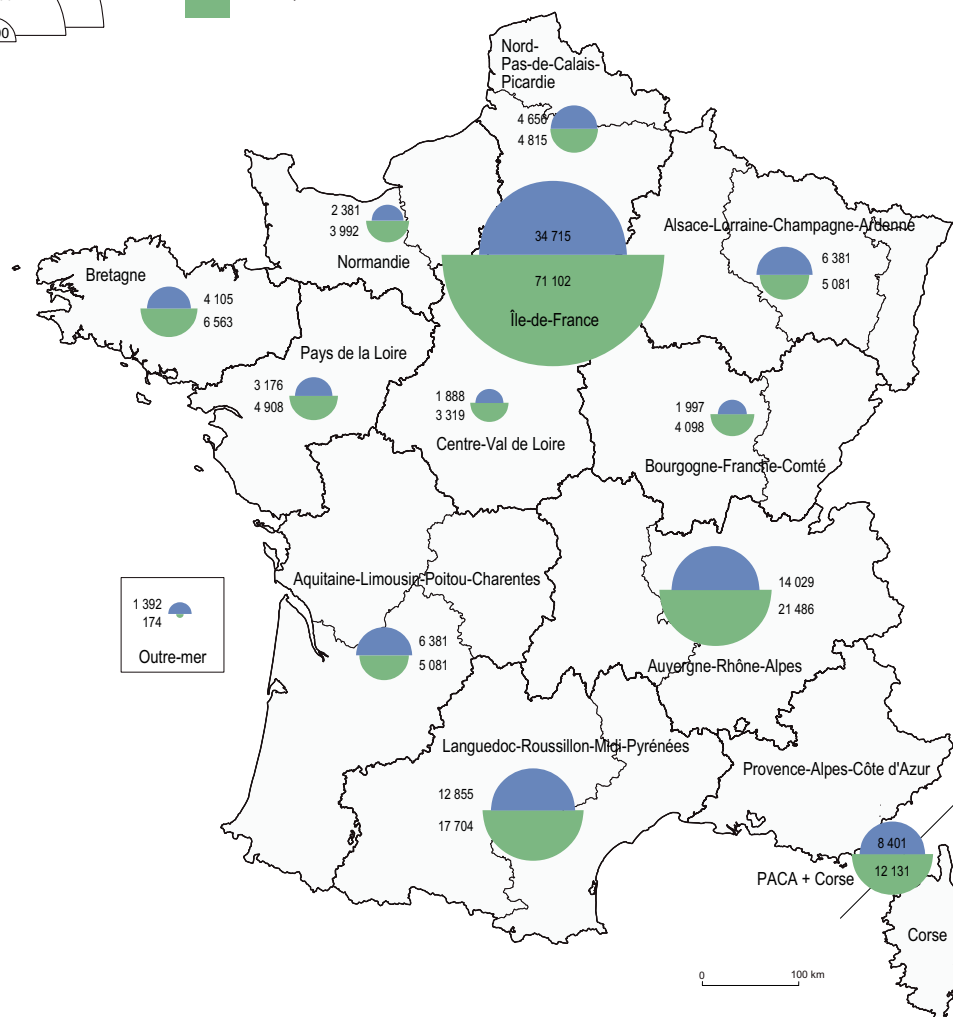 00
Nord-
Pas-de-Calais-
Picardie
4 656
4 815
2 381
3 992
Normandie
34 715
71 102
Île-de-France
Alsace-Lorraine-Champagne-Ardenne
6 381
5 081
Bretagne
4 105
6 563
Pays de la Loire
3 176
4 908
1 888
3 319
Centre-Val de Loire
1 997
4 098
Bourgogne-Franche-Comté
Aquitaine-Limousin-Poitou-Charentes
6 381
5 081
14 029
21 486
Auvergne-Rhône-Alpes
1 392
174
Outre-mer
Languedoc-Roussillon-Midi-Pyrénées
12 855
17 704
Provence-Alpes-Côte d'Azur
8 401
12 131
PACA + Corse
Corse
0 100 km